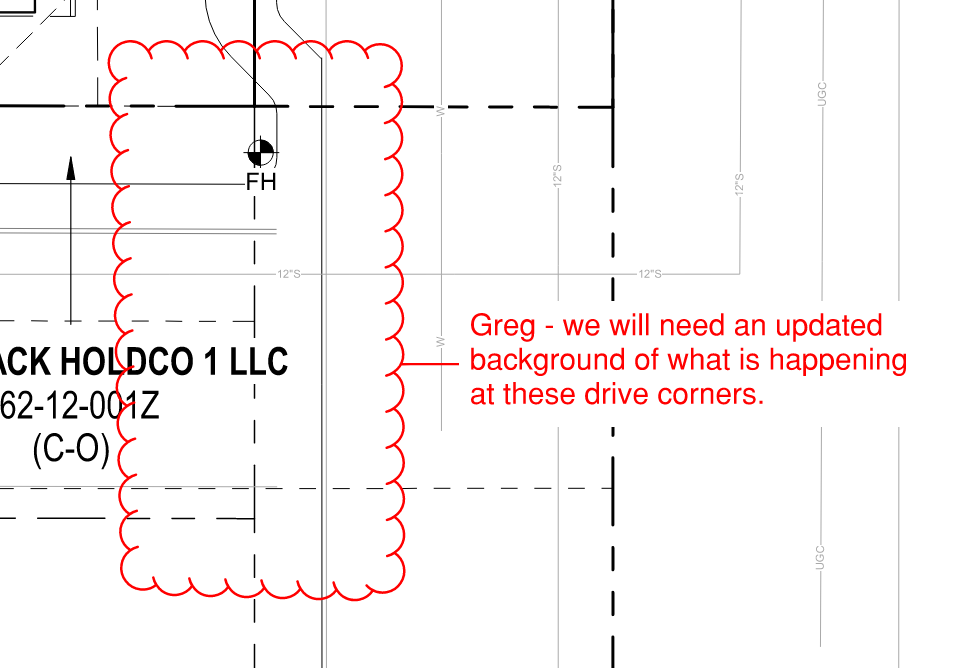 UGC
W
12"S
12"S
FH
12"S
12"S
Greg - we will need an updated
background of what is happening
at these drive corners.
W
ACK HOLDCO 1 LLC
62-12-001Z
(C-O)
UGC